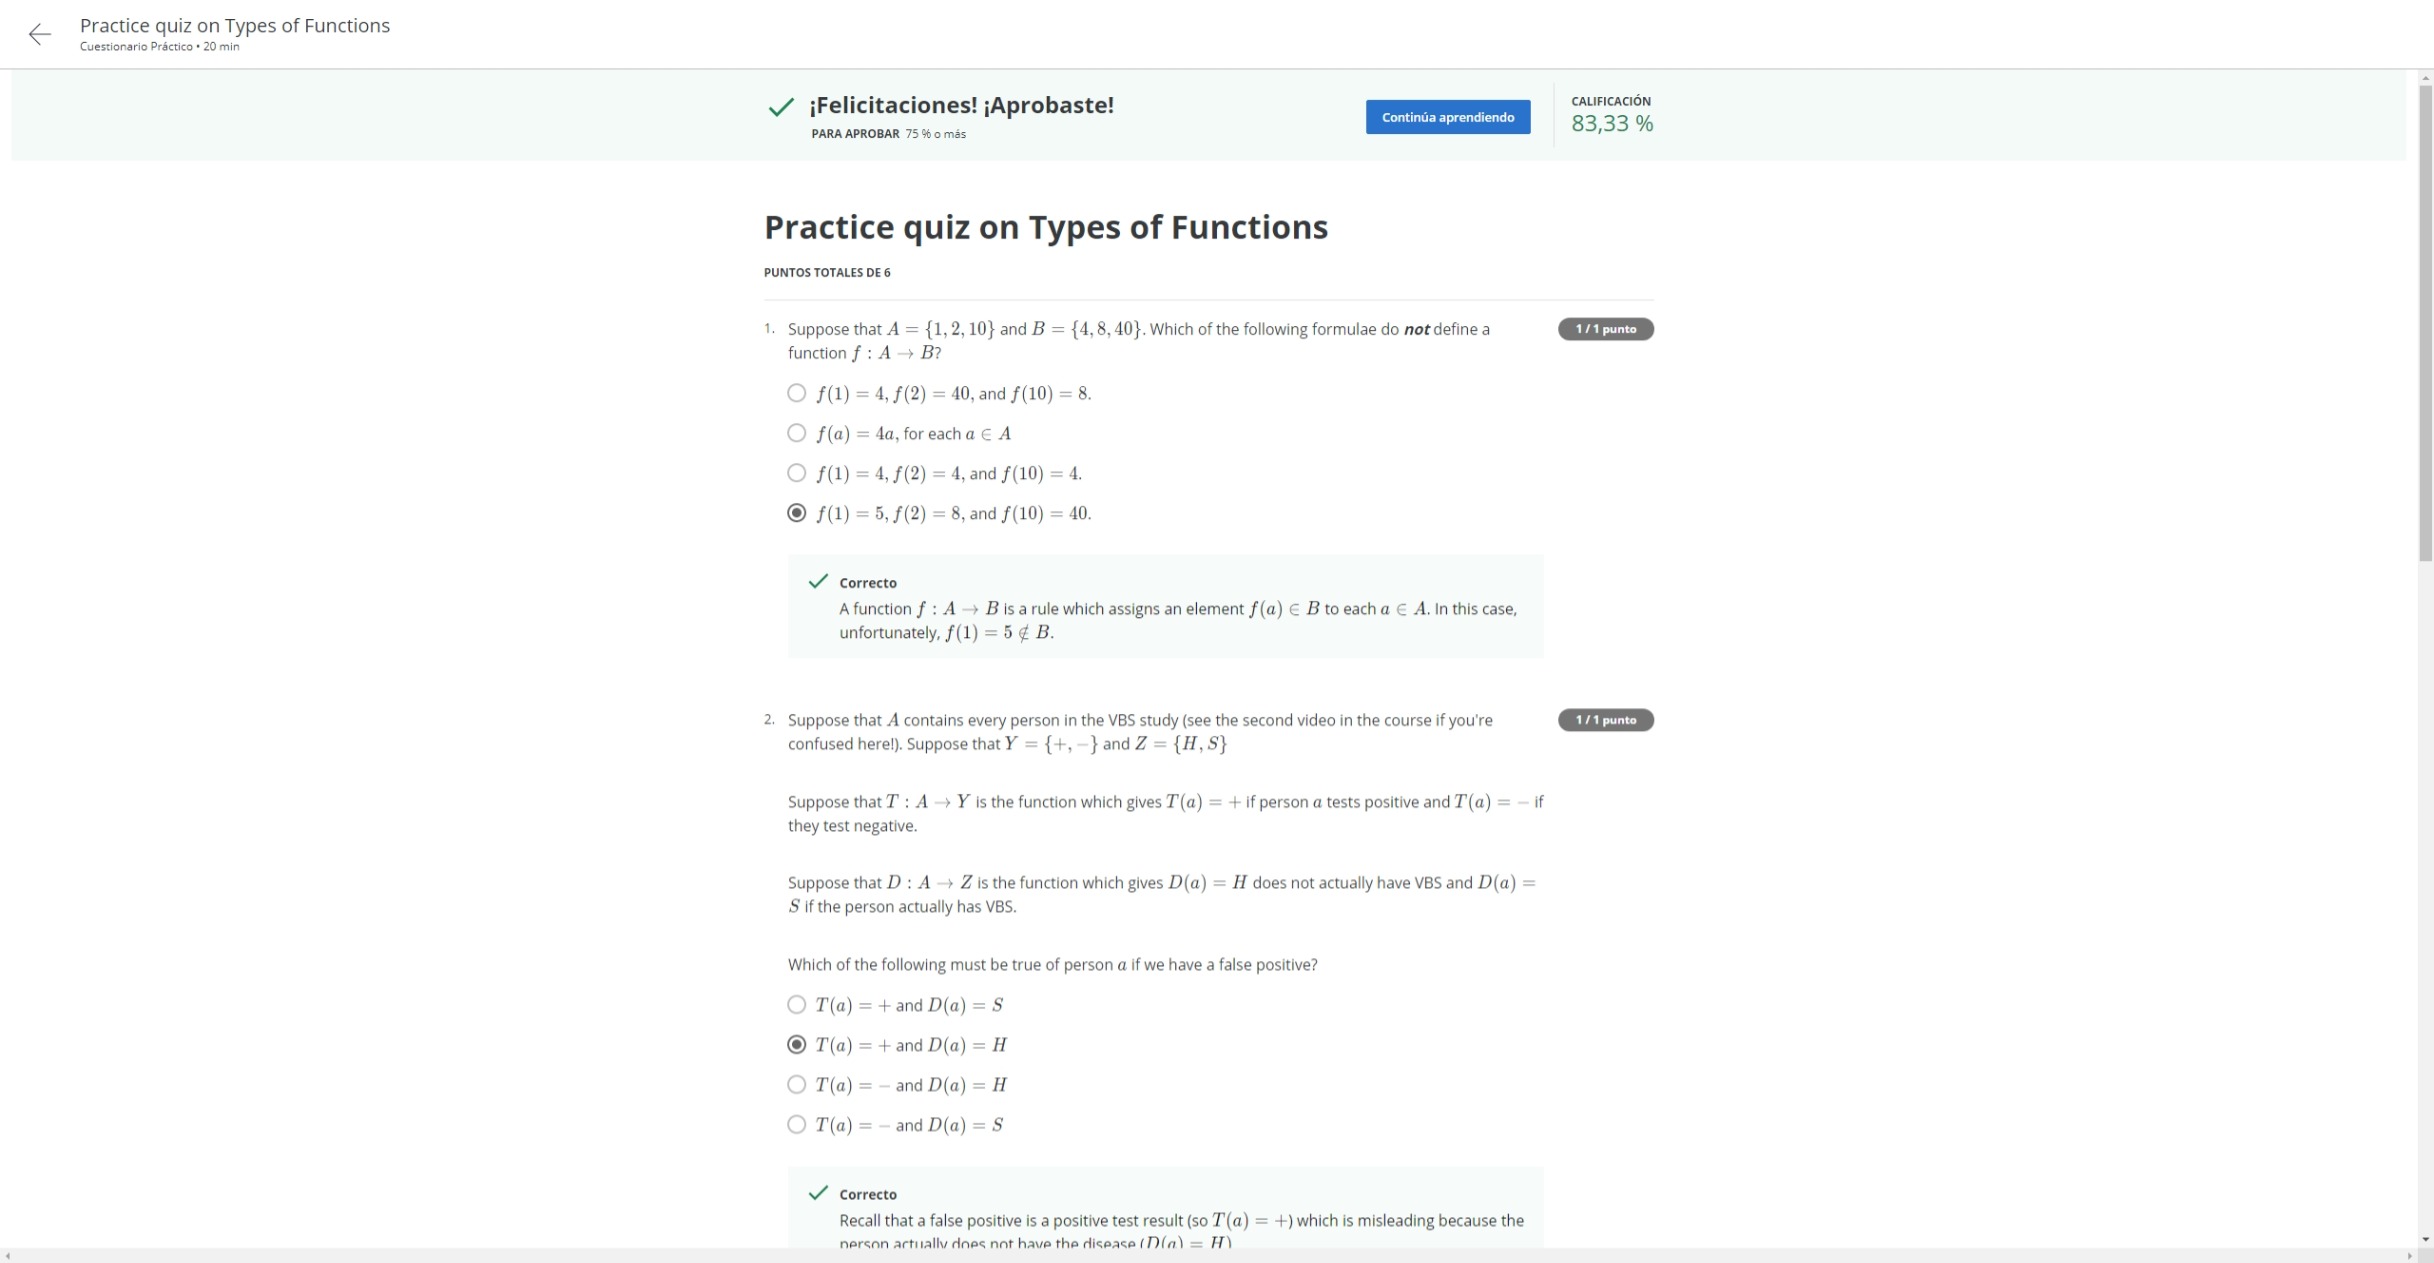 Practice quiz on Types of Functions
Cuestionario Práctico • 20 min
¡Felicitaciones! ¡Aprobaste!
PARA APROBAR 75 % o más
Continúa aprendiendo
CALIFICACIÓN
83,33 %
Practice quiz on Types of Functions
PUNTOS TOTALES DE 6
1. Suppose that A = {1, 2, 10} and B = {4, 8, 40}. Which of the following formulae do not define a
function f : A → B?
1 / 1 punto
f(1) = 4, f(2) = 40, and f(10) = 8.
f(a) = 4a, for each a ∈ A
f(1) = 4, f(2) = 4, and f(10) = 4.
f(1) = 5, f(2) = 8, and f(10) = 40.
Correcto
A function f : A → B is a rule which assigns an element f(a) ∈ B to each a ∈ A. In this case,
unfortunately, f(1) = 5 ∉ B.
2. Suppose that A contains every person in the VBS study (see the second video in the course if you're
confused here!). Suppose that Y = {+, −} and Z = {H, S}
1 / 1 punto
Suppose that T : A → Y is the function which gives T(a) = + if person a tests positive and T(a) = − if
they test negative.
Suppose that D : A → Z is the function which gives D(a) = H does not actually have VBS and D(a) =
S if the person actually has VBS.
Which of the following must be true of person a if we have a false positive?
T(a) = + and D(a) = S
T(a) = + and D(a) = H
T(a) = − and D(a) = H
T(a) = − and D(a) = S
Correcto
Recall that a false positive is a positive test result (so T(a) = +) which is misleading because the
person actually does not have the disease (D(a) = H)